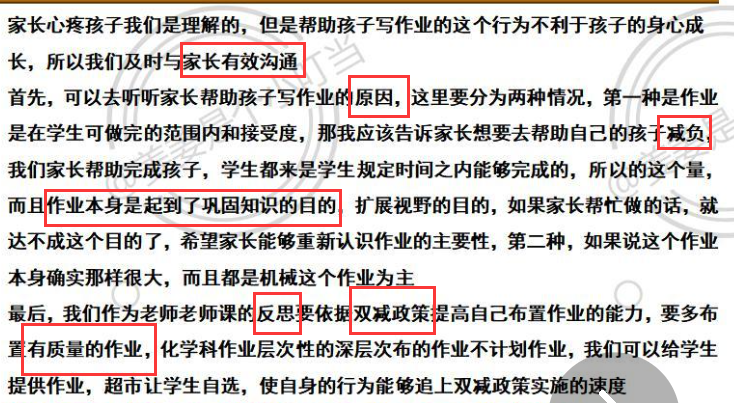 家长心疼孩子我们是理解的，但是帮助孩子写作业的这个行为不利于孩子的身心成
长，所以我们及时与家长有效沟通
首先，可以去听听家长帮助孩子写作业的原因，这里要分为两种情况，第一种是作业
是在学生可做完的范围内和接受度，那我应该告诉家长想要去帮助自己的孩子减负，
我们家长帮助完成孩子，学生都来是学生规定时间之内能够完成的，所以的这个量，
而且作业本身是起到了巩固知识的目的，扩展视野的目的，如果家长帮忙做的话，就
达不成这个目的了，希望家长能够重新认识作业的主要性，第二种，如果说这个作业
本身确实那样很大，而且都是机械这个作业为主
最后，我们作为老师老师课的反思要依据双减政策提高自己布置作业的能力，要多布
置有质量的作业，化学科作业层次性的深层次布的作业不计划作业，我们可以给学生
提供作业，超市让学生自选，使自身的行为能够追上双减政策实施的速度